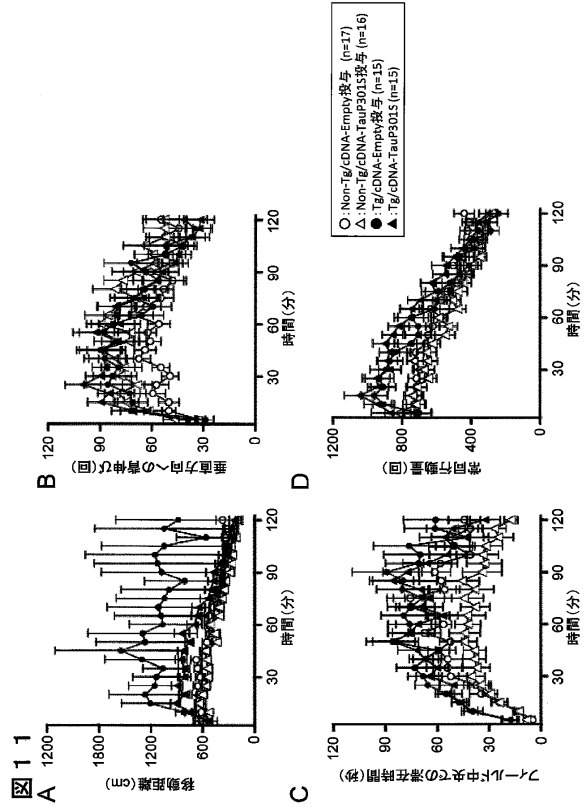 図１１
A
移動距離(cm)
1800
1200
600
0
30
60
90
120
時間(分)
B
垂直方向への背伸び(回)
120
90
60
30
0
30
60
90
120
時間(分)
C
フィールド中央での滞在時間(秒)
120
90
60
30
0
30
60
90
120
時間(分)
D
常同行動量(回)
1200
800
400
0
30
60
90
120
時間(分)
○: Non-Tg/cDNA-Empty投与 (n=17)
△: Non-Tg/cDNA-TauP301S投与 (n=16)
●: Tg/cDNA-Empty投与 (n=15)
▲: Tg/cDNA-TauP301S (n=15)